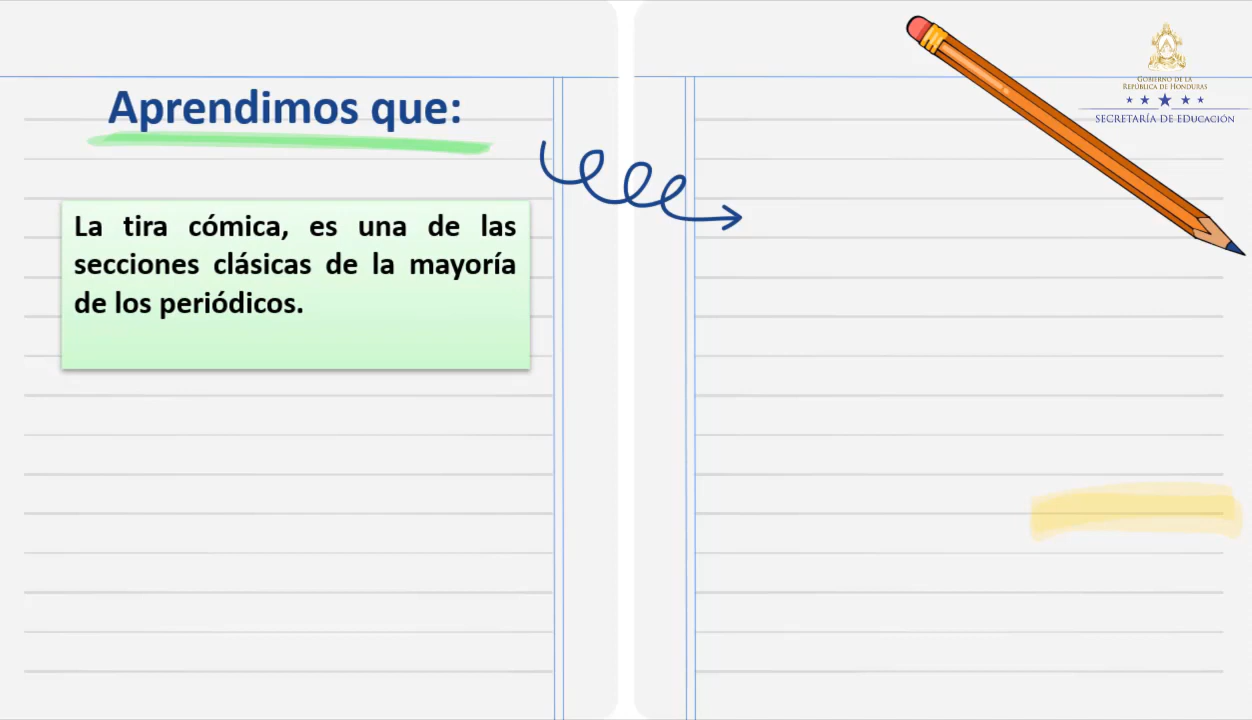 Aprendimos que:
La tira cómica, es una de las
secciones clásicas de la mayoría
de los periódicos.
GOBIERNO DE LA
REPÚBLICA DE HONDURAS
SECRETARÍA DE EDUCACIÓN